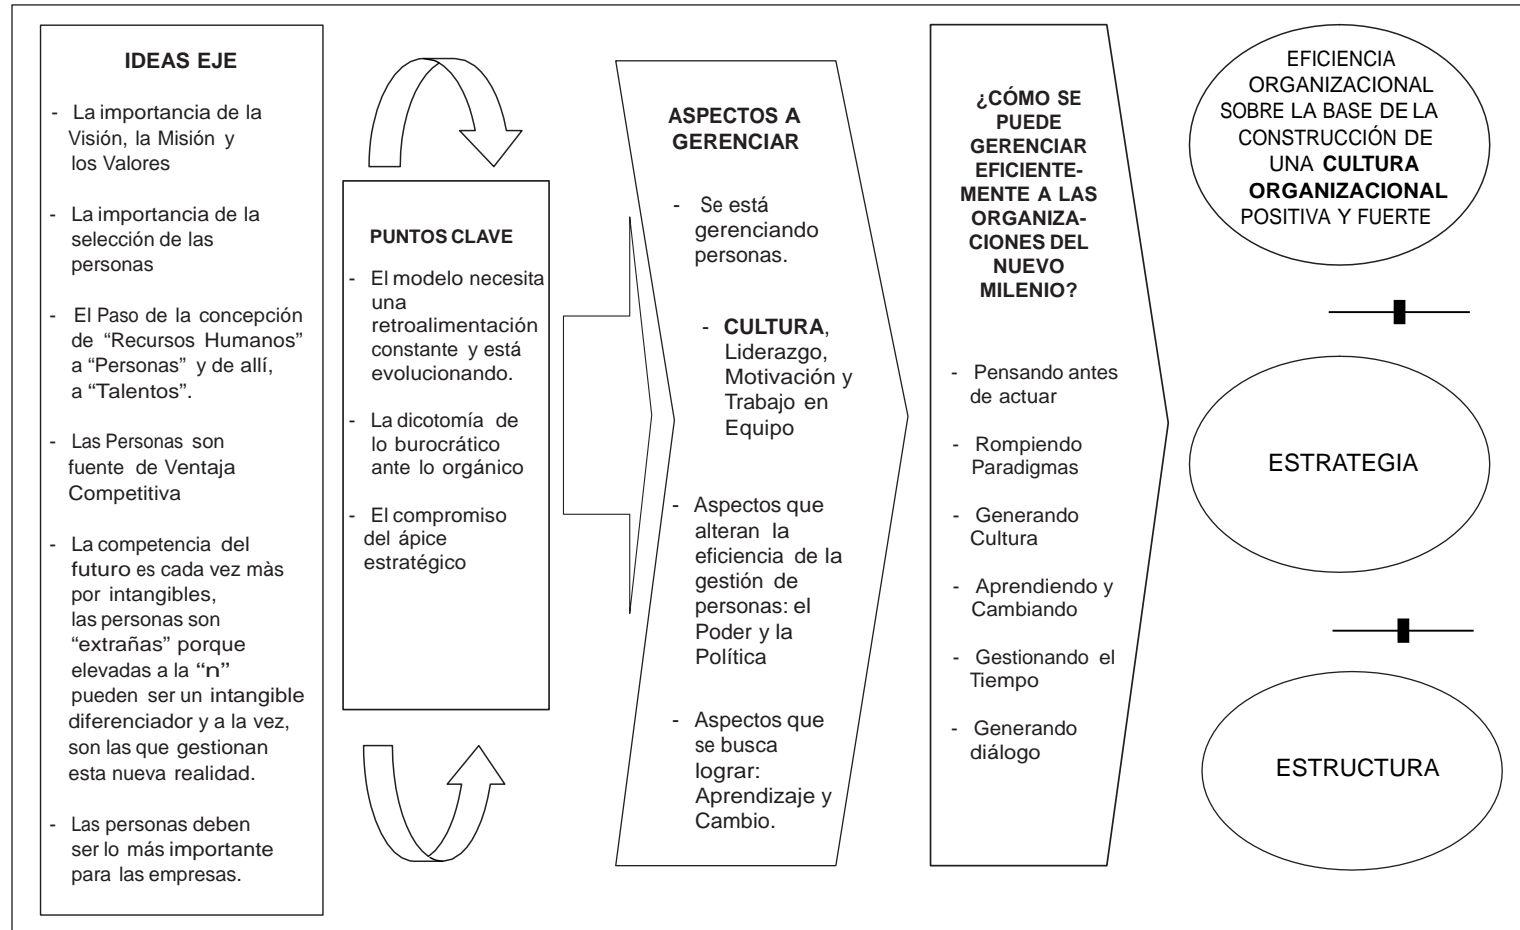 IDEAS EJE
- La importancia de la
Visión, la Misión y
los Valores
- La importancia de la
selección de las
personas
- El Paso de la concepción
de “Recursos Humanos”
a “Personas” y de allí,
a “Talentos”.
- Las Personas son
fuente de Ventaja
Competitiva
- La competencia del
futuro es cada vez màs
por intangibles,
las personas son
“extrañas” porque
elevadas a la “n”
pueden ser un intangible
diferenciador y a la vez,
son las que gestionan
esta nueva realidad.
- Las personas deben
ser lo más importante
para las empresas.
PUNTOS CLAVE
- El modelo necesita
una
retroalimentación
constante y está
evolucionando.
- La dicotomía de
lo burocrático
ante lo orgánico
- El compromiso
del ápice
estratégico
ASPECTOS A
GERENCIAR
- Se está
gerenciando
personas.
- CULTURA,
Liderazgo,
Motivación y
Trabajo en
Equipo
- Aspectos que
alteran la
eficiencia de la
gestión de
personas: el
Poder y la
Política
- Aspectos que
se busca
lograr:
Aprendizaje y
Cambio.
¿CÓMO SE
PUEDE
GERENCIAR
EFICIENTE-
MENTE A LAS
ORGANIZA-
CIONES DEL
NUEVO
MILENIO?
- Pensando antes
de actuar
- Rompiendo
Paradigmas
- Generando
Cultura
- Aprendiendo y
Cambiando
- Gestionando el
Tiempo
- Generando
diálogo
EFICIENCIA
ORGANIZACIONAL
SOBRE LA BASE DE LA
CONSTRUCCIÓN DE
UNA CULTURA
ORGANIZACIONAL
POSITIVA Y FUERTE
ESTRATEGIA
ESTRUCTURA